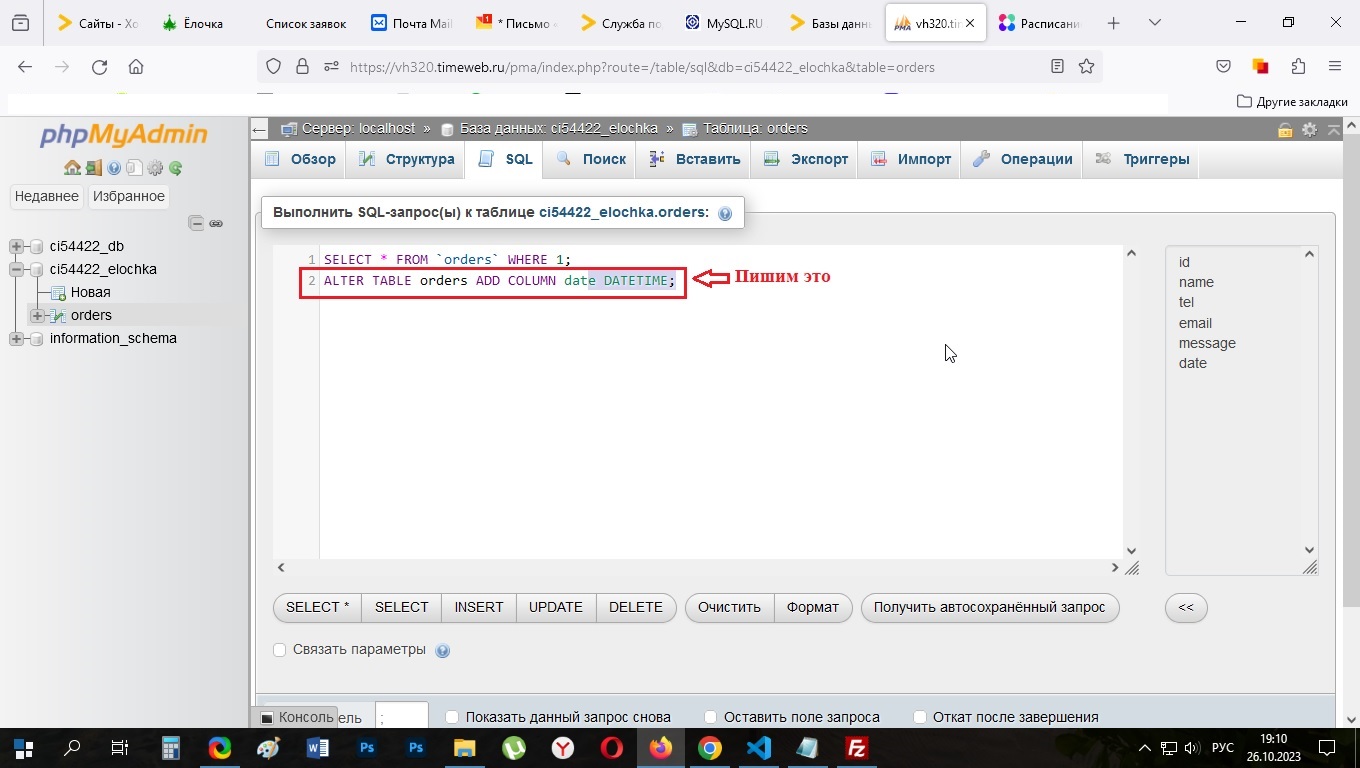 Сайты - Хо
Ёлочка
Список заявок
Почта Mail
* Письмо «
Служба по
MySQL.RU
Базы данн
vh320.tim
Расписани
https://vh320.timeweb.ru/pma/index.php?route=/table/sql&db=ci54422_elochka&table=orders
Другие закладки
phpMyAdmin
Недавнее
Избранное
ci54422_db
ci54422_elochka
Новая
orders
information_schema
Сервер: localhost » База данных: ci54422_elochka » Таблица: orders
Обзор
Структура
SQL
Поиск
Вставить
Экспорт
Импорт
Операции
Триггеры
Выполнить SQL-запрос(ы) к таблице ci54422_elochka.orders:
1 SELECT * FROM `orders` WHERE 1;
2 ALTER TABLE orders ADD COLUMN date DATETIME;
Пишим это
id
name
tel
email
message
date
SELECT *
SELECT
INSERT
UPDATE
DELETE
Очистить
Формат
Получить автосохранённый запрос
<<
Связать параметры
Консоль
ель
;
Показать данный запрос снова
Оставить поле запроса
Откат после завершения
РУС
19:10
26.10.2023